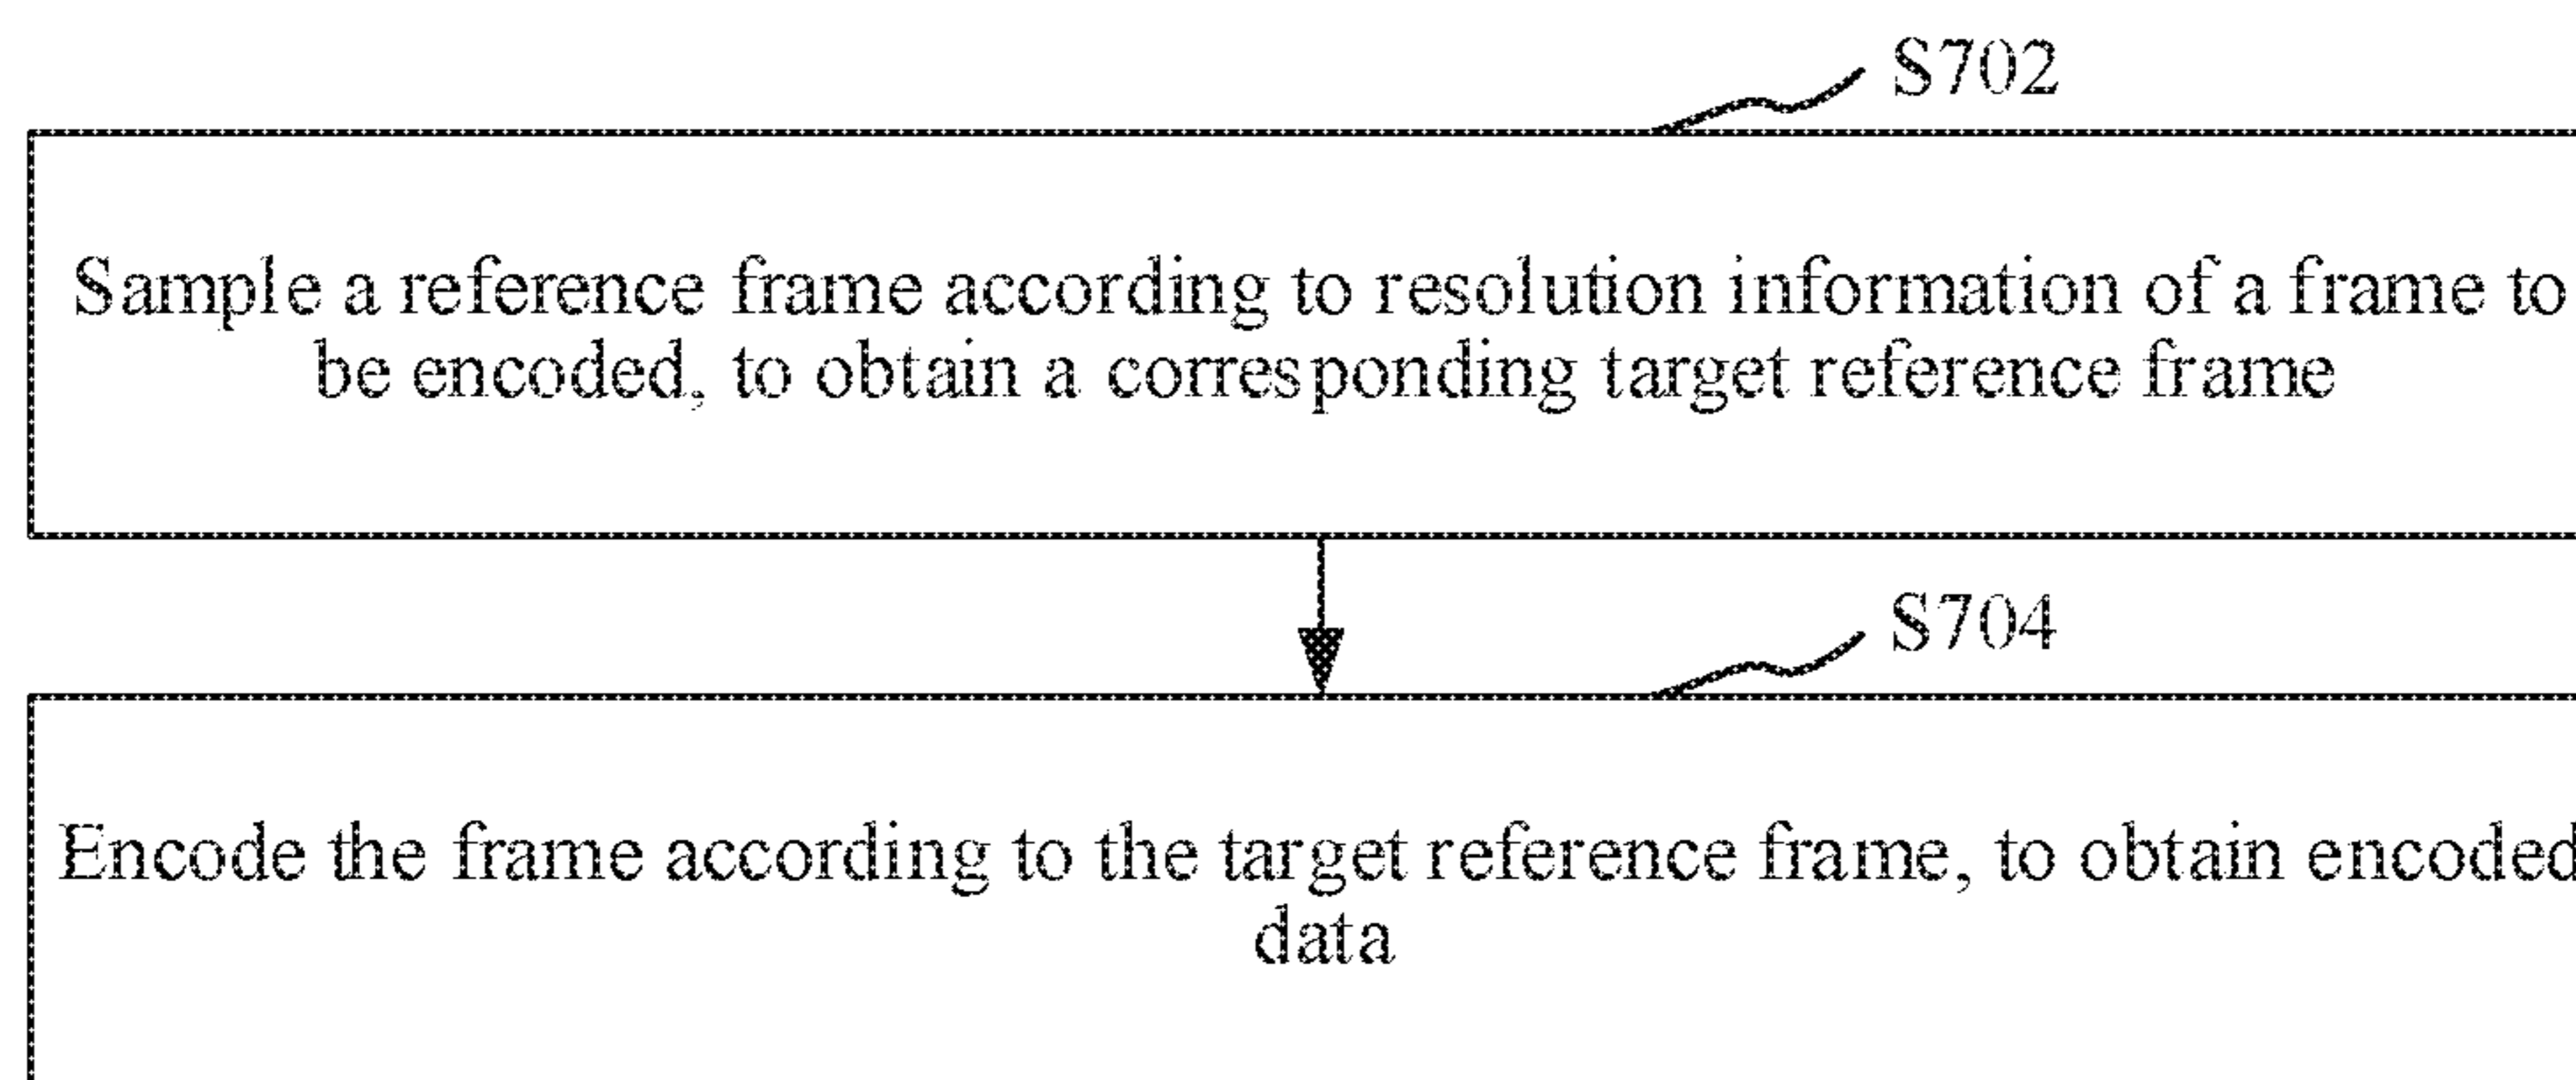 S702
Sample a reference frame according to resolution information of a frame to
be encoded, to obtain a corresponding target reference frame
S704
Encode the frame according to the target reference frame, to obtain encoded
data